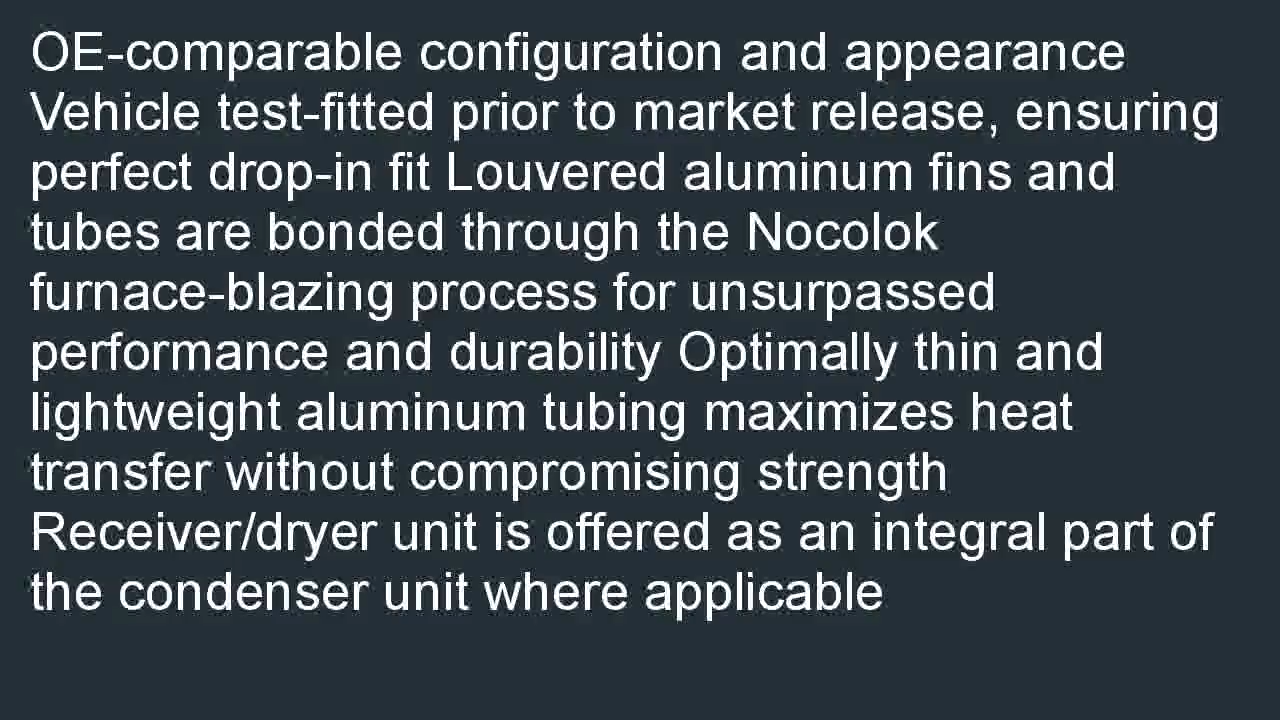 OE-comparable configuration and appearance
Vehicle test-fitted prior to market release, ensuring
perfect drop-in fit Louvered aluminum fins and
tubes are bonded through the Nocolok
furnace-blazing process for unsurpassed
performance and durability Optimally thin and
lightweight aluminum tubing maximizes heat
transfer without compromising strength
Receiver/dryer unit is offered as an integral part of
the condenser unit where applicable